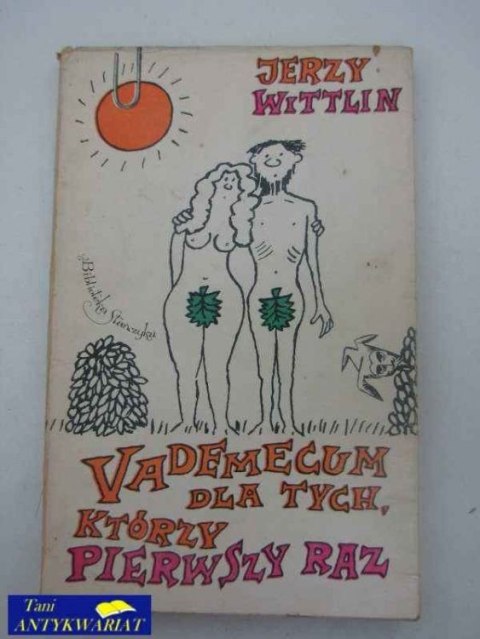 JERZY
WITTLIN
Biblioteka Stańczyka
VADEMECUM
DLA TYCH,
KTÓRZY
PIERWSZY RAZ
Tani
ANTYKWARIAT